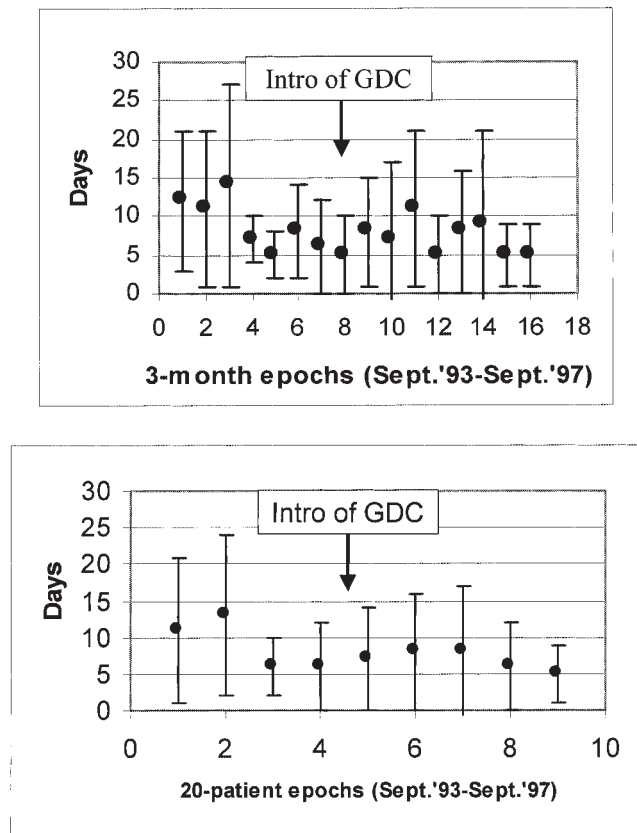 30
Intro of GDC
25
20
15
10
5
0
Days
0 2 4 6 8 10 12 14 16 18
3-month epochs (Sept.'93-Sept.'97)
30
Intro of GDC
25
20
15
10
5
0
Days
0 2 4 6 8 10
20-patient epochs (Sept.'93-Sept.'97)